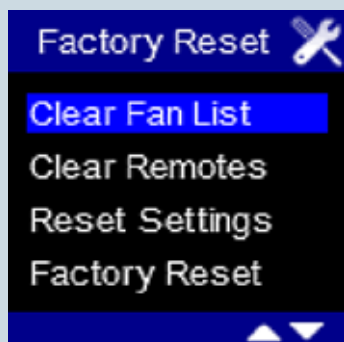 Factory Reset
Clear Fan List
Clear Remotes
Reset Settings
Factory Reset